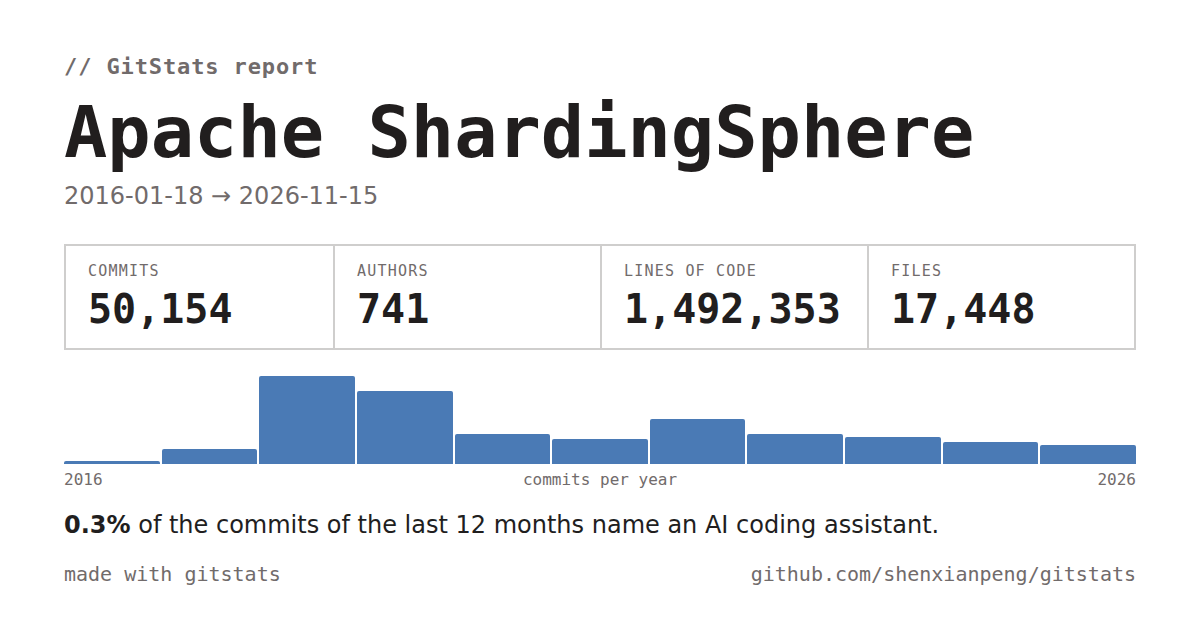 // GitStats report
Apache ShardingSphere
2016-01-18 → 2026-11-15
COMMITS AUTHORS LINES OF CODE FILES
50,154 741 1,492,353 17,448
2016 commits per year 2026
0.3% of the commits of the last 12 months name an AI coding assistant.
made with gitstats github.com/shenxianpeng/gitstats